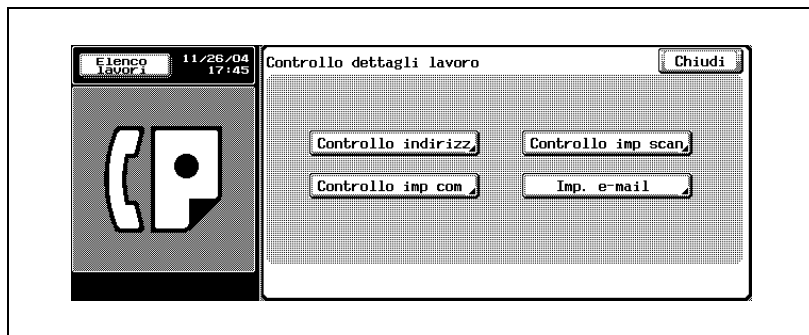 Elenco lavori
11/26/04
17:45
Controllo dettagli lavoro
Chiudi
Controllo indirizz
Controllo imp scan
Controllo imp com
Imp. e-mail